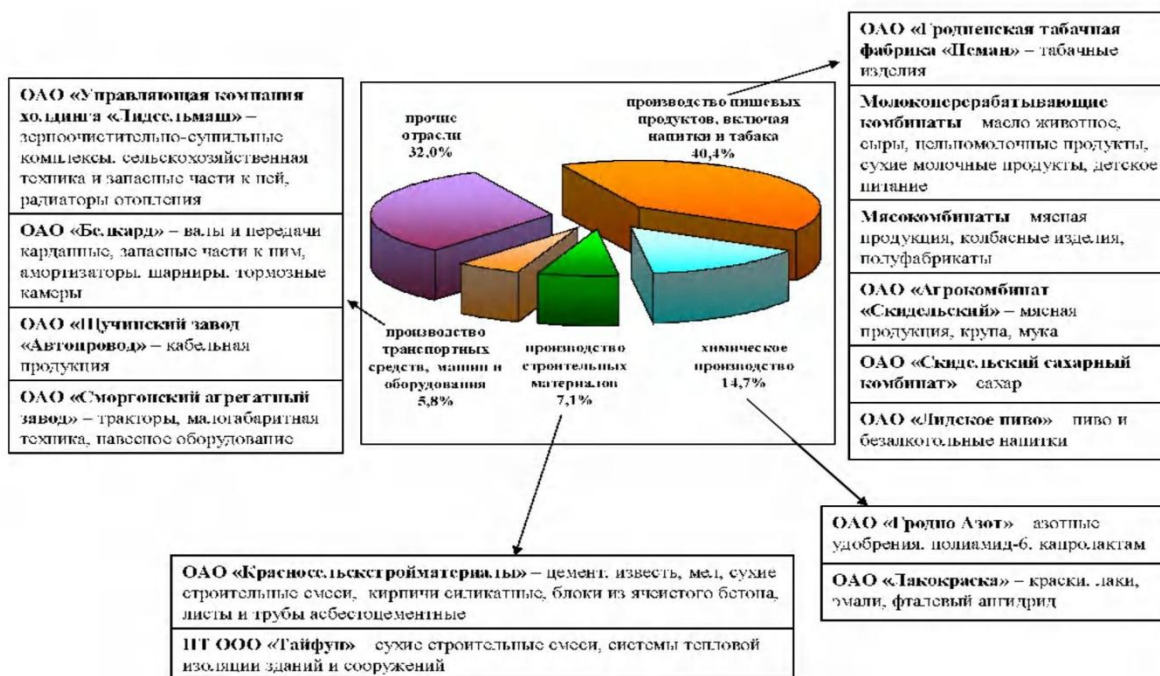 ОАО «Управляющая компания
холдинга «Лидсельмаш» –
зерноочистительно-сушильные
комплексы, сельскохозяйственная
техника и запасные части к ней,
радиаторы отопления
ОАО «Белкард» – валы и передачи
карданные, запасные части к ним,
амортизаторы, шарниры, тормозные
камеры
ОАО «Щучинский завод
«Автопровод» – кабельная
продукция
ОАО «Сморгонский агрегатный
завод» – тракторы, малогабаритная
техника, навесное оборудование
прочие
отрасли
32,0%
производство пищевых
продуктов, включая
напитки и табака
40,4%
производство
транспортных
средств, машин и
оборудования
5,8%
производство
строительных
материалов
7,1%
химическое
производство
14,7%
ОАО «Гродненская табачная
фабрика «Неман» – табачные
изделия
Молокоперерабатывающие
комбинаты – масло животное,
сыры, цельномолочные продукты,
сухие молочные продукты, детское
питание
Мясокомбинаты – мясная
продукция, колбасные изделия,
полуфабрикаты
ОАО «Агрокомбинат
«Скидельский» – мясная
продукция, крупа, мука
ОАО «Скидельский сахарный
комбинат» – сахар
ОАО «Лидское пиво» – пиво и
безалкогольные напитки
ОАО «Гродно Азот» – азотные
удобрения, полиамид-6, капролактам
ОАО «Лакокраска» – краски, лаки,
эмали, фталевый ангидрид
ОАО «Красносельскстройматериалы» – цемент, известь, мел, сухие
строительные смеси, кирпичи силикатные, блоки из ячеистого бетона,
листы и трубы асбестоцементные
ПТ ООО «Тайфун» – сухие строительные смеси, системы тепловой
изоляции зданий и сооружений